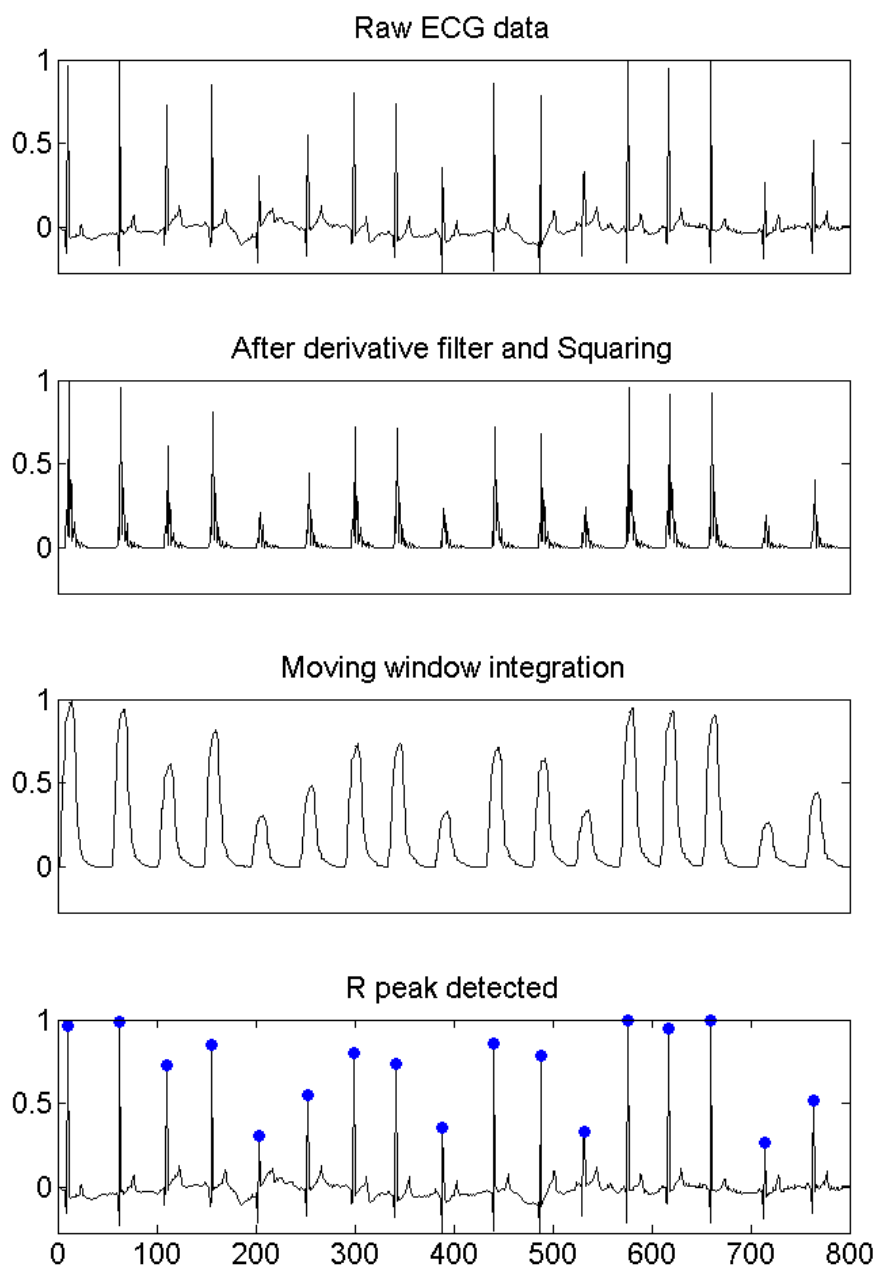 Raw ECG data
1
0.5
0
After derivative filter and Squaring
1
0.5
0
Moving window integration
1
0.5
0
R peak detected
1
0.5
0
0 100 200 300 400 500 600 700 800